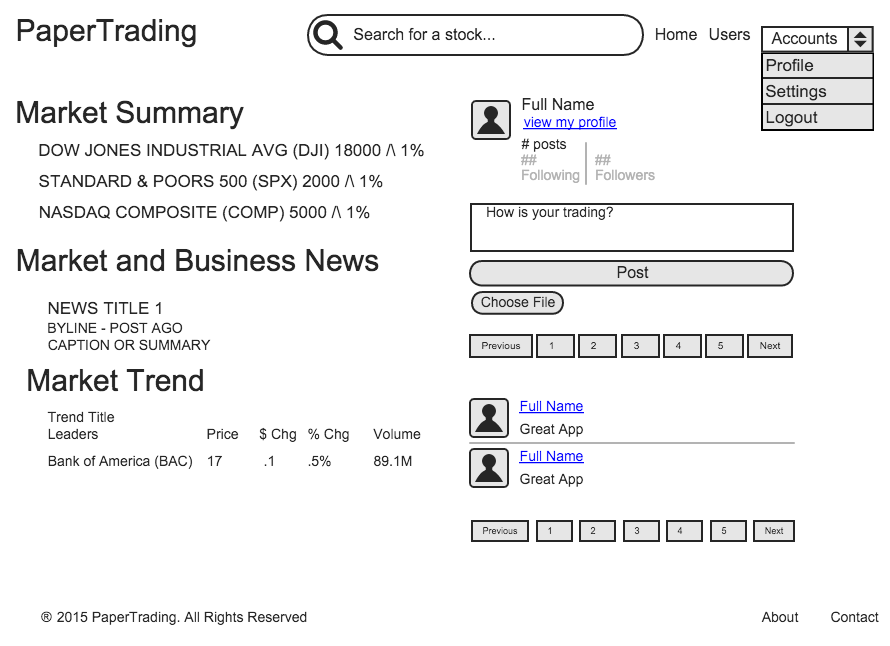 PaperTrading
Search for a stock...
Home
Users
Accounts
Profile
Settings
Logout
Market Summary
DOW JONES INDUSTRIAL AVG (DJI) 18000 /\ 1%
STANDARD & POORS 500 (SPX) 2000 /\ 1%
NASDAQ COMPOSITE (COMP) 5000 /\ 1%
Market and Business News
NEWS TITLE 1
BYLINE - POST AGO
CAPTION OR SUMMARY
Market Trend
Trend Title
Leaders Price $ Chg % Chg Volume
Bank of America (BAC) 17 .1 .5% 89.1M
Full Name
view my profile
# posts
## ##
Following Followers
How is your trading?
Post
Choose File
Previous 1 2 3 4 5 Next
Full Name
Great App
Full Name
Great App
Previous 1 2 3 4 5 Next
® 2015 PaperTrading. All Rights Reserved
About
Contact